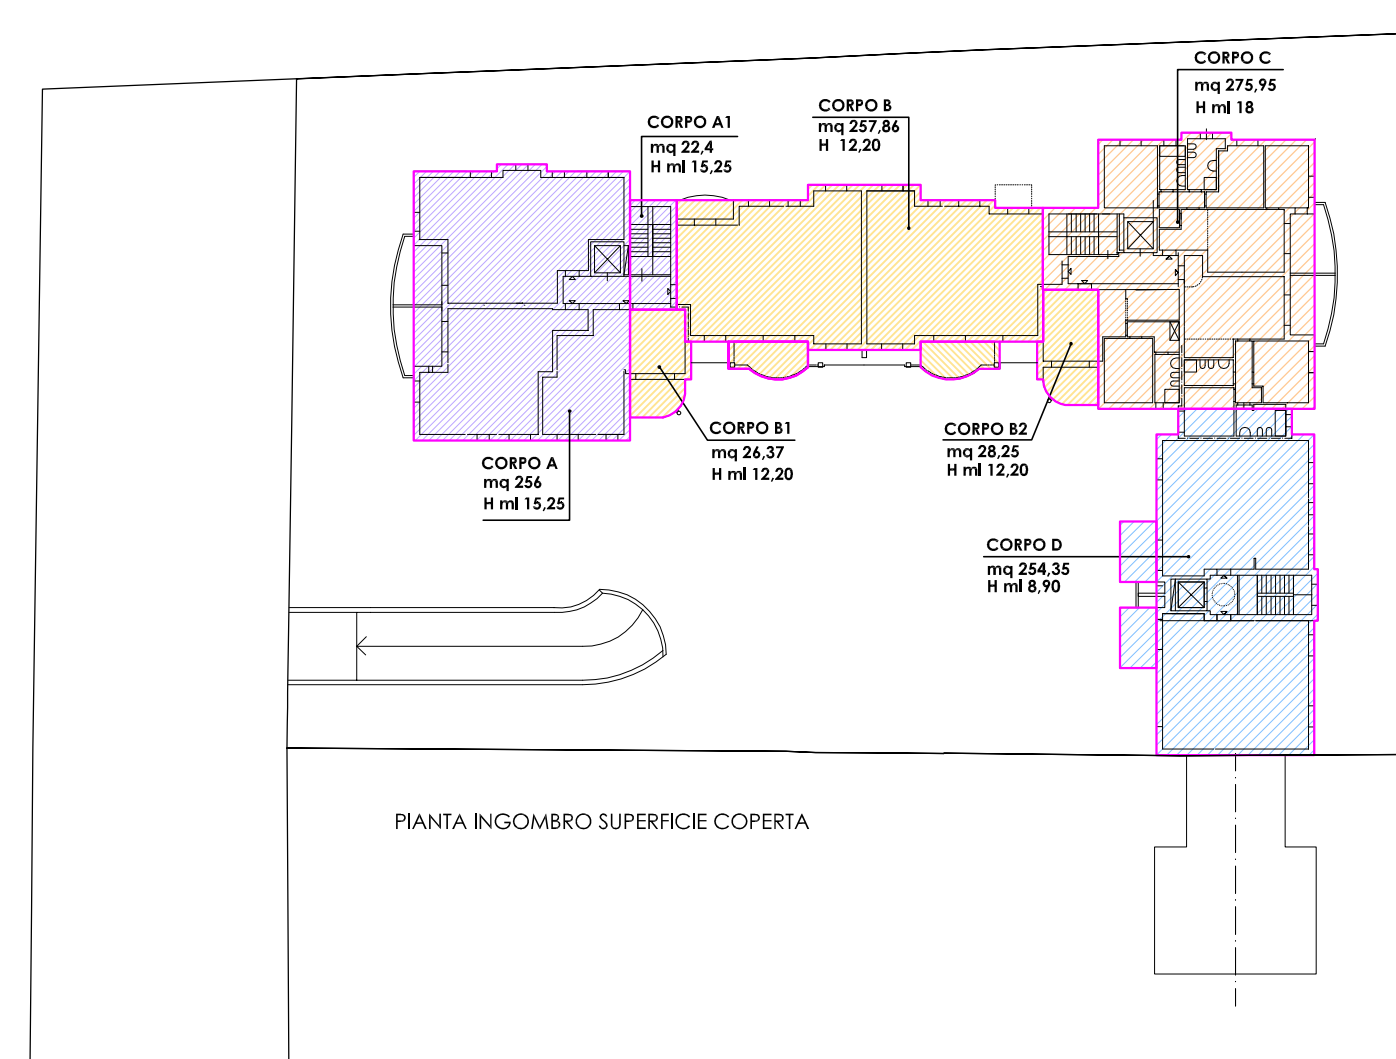 CORPO C
mq 275,95
H ml 18
CORPO B
mq 257,86
H 12,20
CORPO A1
mq 22,4
H ml 15,25
CORPO B1
mq 26,37
H ml 12,20
CORPO B2
mq 28,25
H ml 12,20
CORPO A
mq 256
H ml 15,25
CORPO D
mq 254,35
H ml 8,90
PIANTA INGOMBRO SUPERFICIE COPERTA